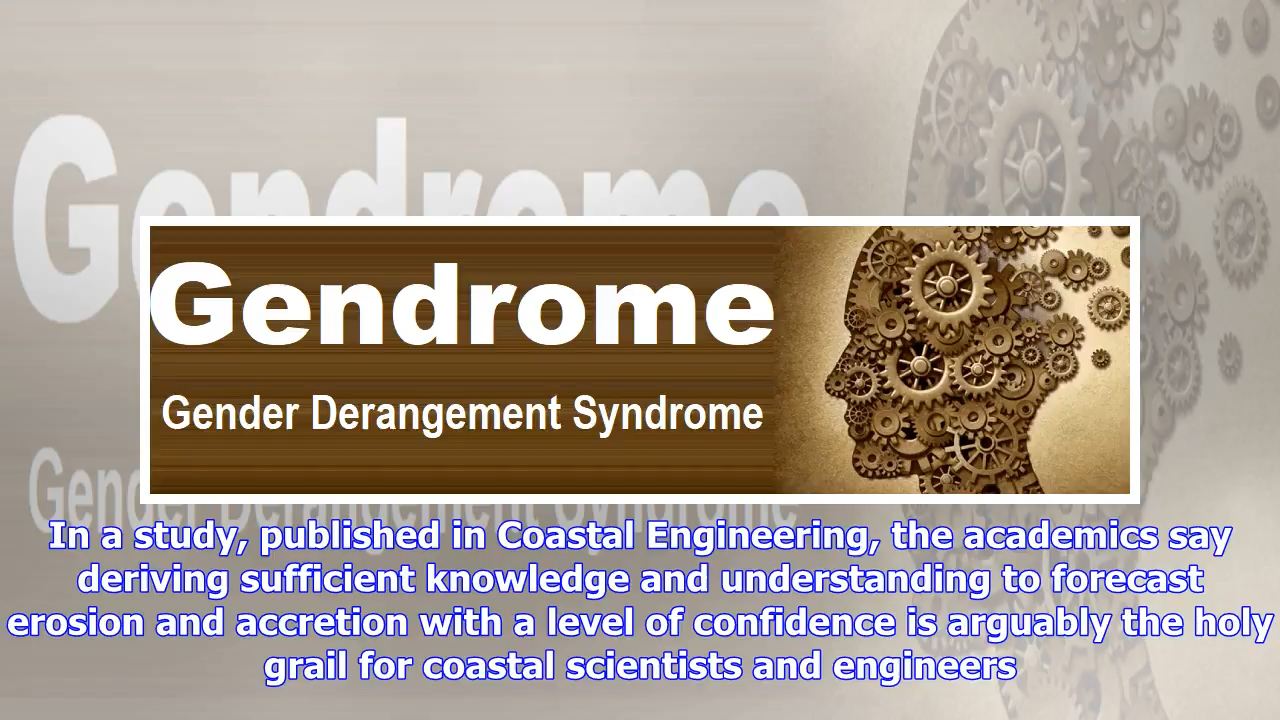 Gendrome
Gender Derangement Syndrome
In a study, published in Coastal Engineering, the academics say
deriving sufficient knowledge and understanding to forecast
erosion and accretion with a level of confidence is arguably the holy
grail for coastal scientists and engineers